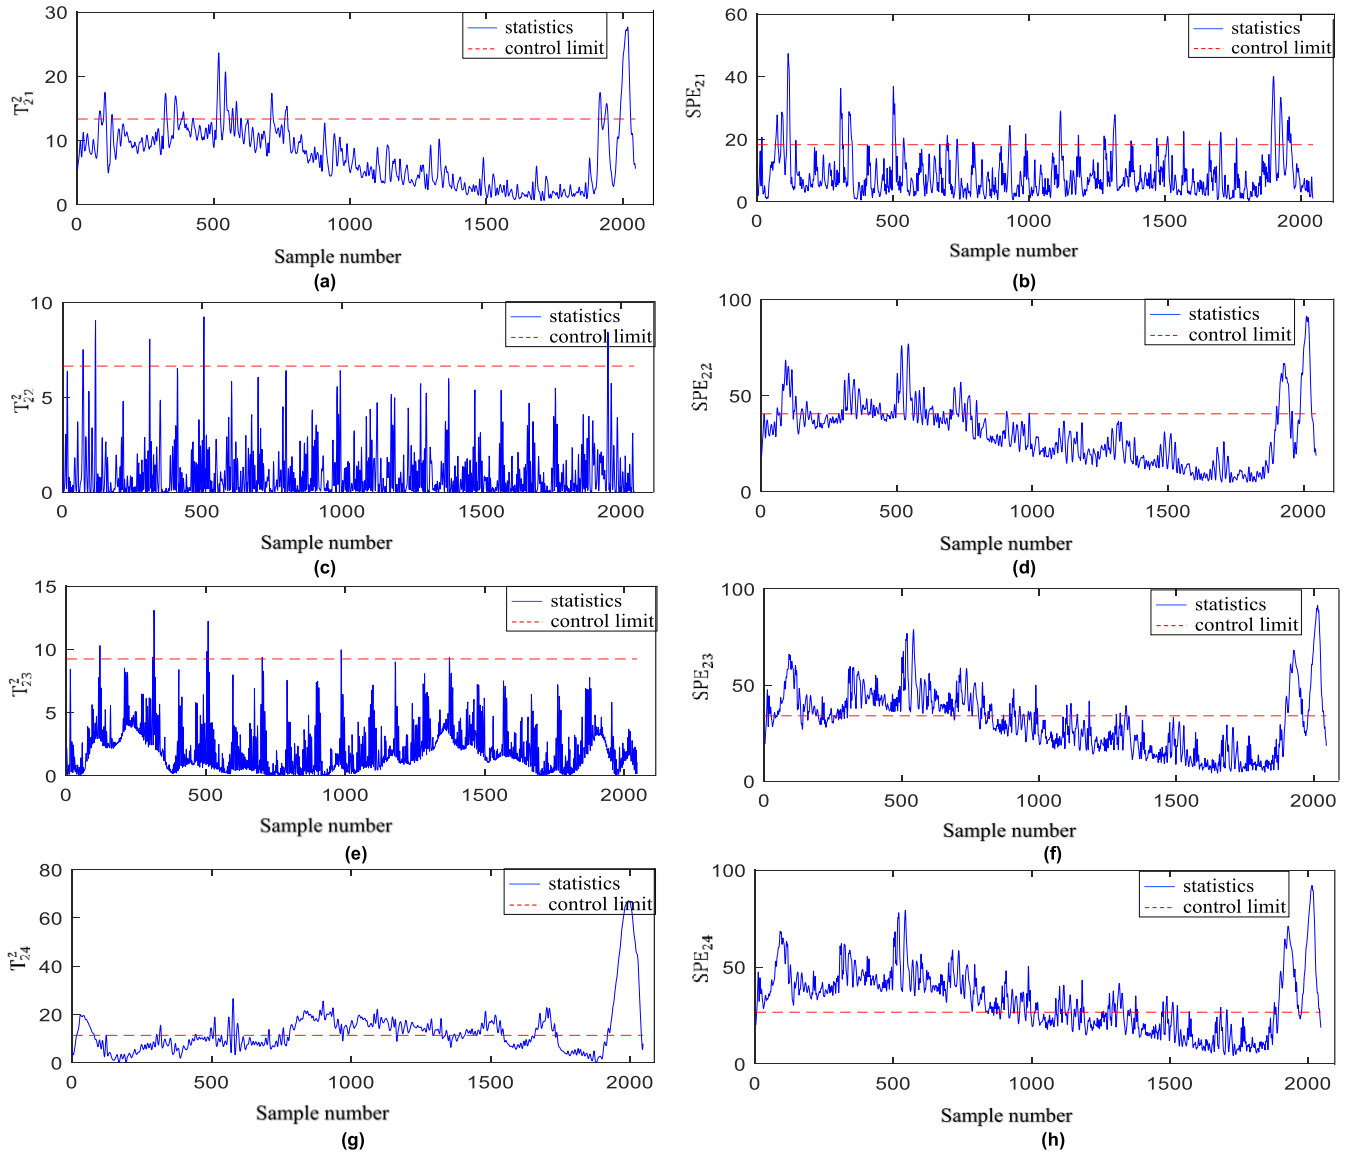 30
20
10
0
0
500
1000
1500
2000
T²₂₁
statistics
control limit
Sample number
(a)
60
40
20
0
0
500
1000
1500
2000
SPE₂₁
statistics
control limit
Sample number
(b)
10
5
0
0
500
1000
1500
2000
T²₂₂
statistics
control limit
Sample number
(c)
100
50
0
0
500
1000
1500
2000
SPE₂₂
statistics
control limit
Sample number
(d)
15
10
5
0
0
500
1000
1500
2000
T²₂₃
statistics
control limit
Sample number
(e)
100
50
0
0
500
1000
1500
2000
SPE₂₃
statistics
control limit
Sample number
(f)
80
60
40
20
0
0
500
1000
1500
2000
T²₂₄
statistics
control limit
Sample number
(g)
100
50
0
0
500
1000
1500
2000
SPE₂₄
statistics
control limit
Sample number
(h)